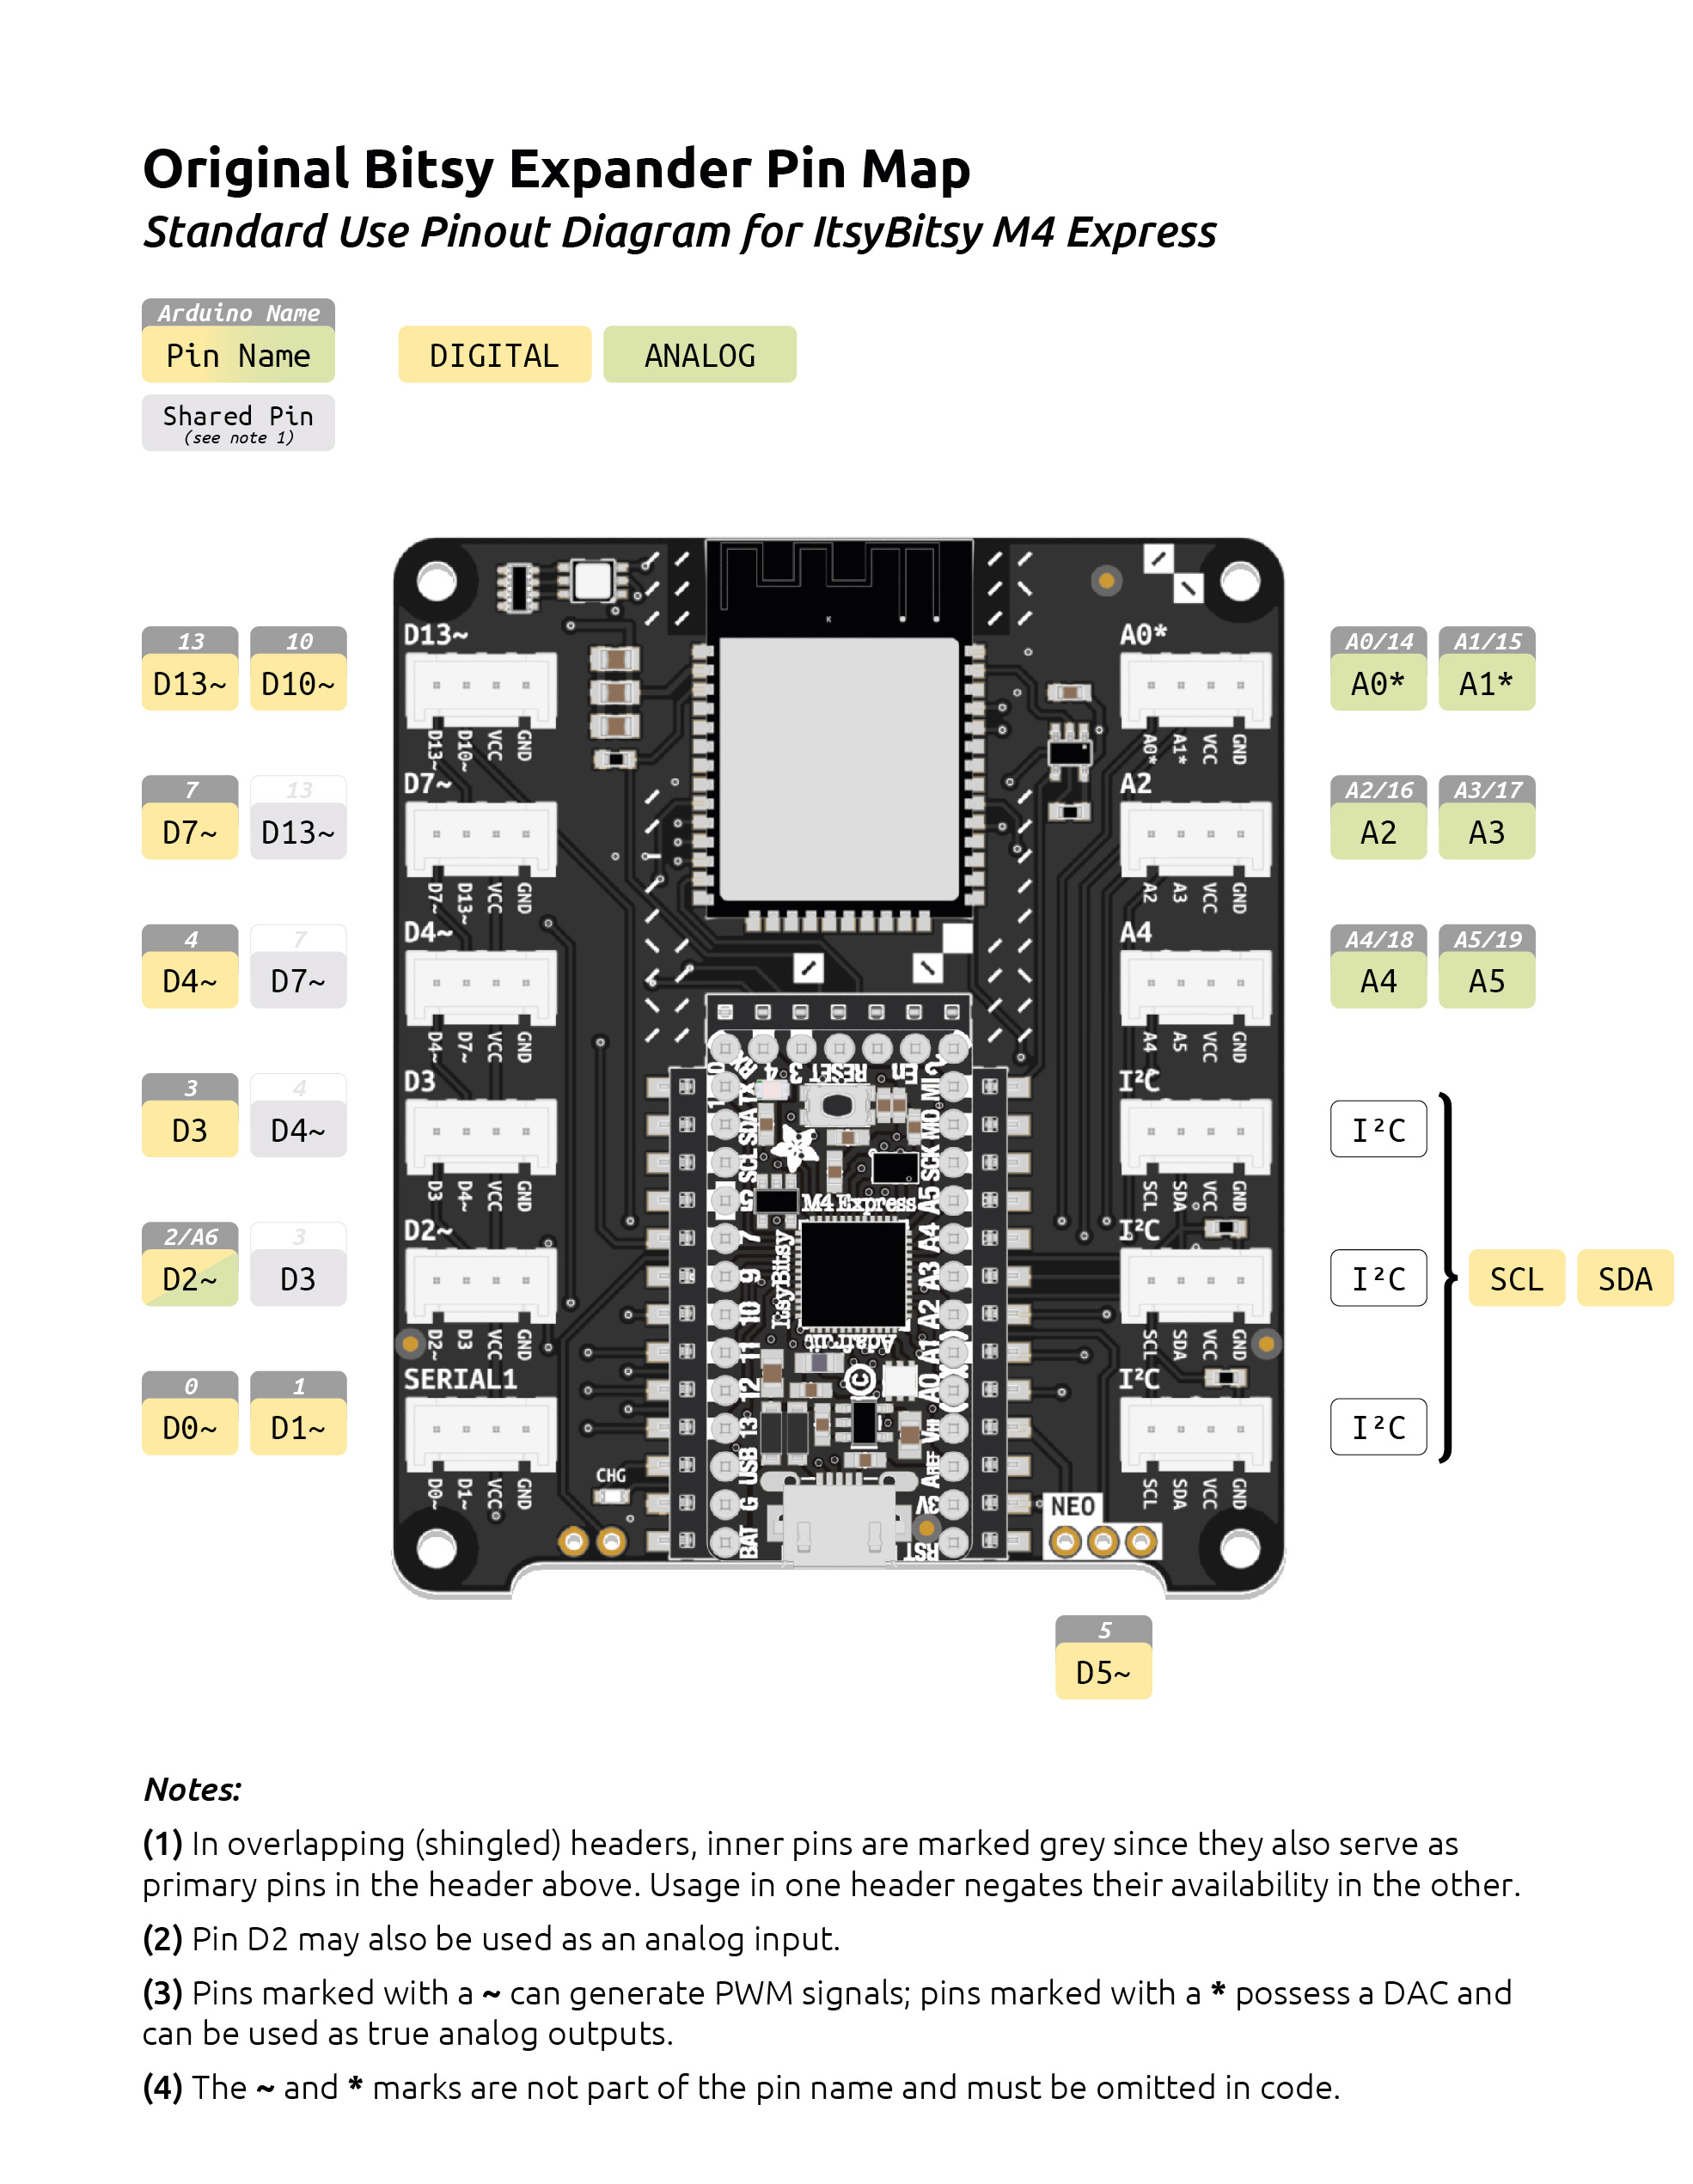 Original Bitsy Expander Pin Map
Standard Use Pinout Diagram for ItsyBitsy M4 Express
Arduino Name
Pin Name
DIGITAL ANALOG
Shared Pin
(see note 1)
13 10
D13~ D10~
7 13
D7~ D13~
4 7
D4~ D7~
3 4
D3 D4~
2/A6 3
D2~ D3
0 1
D0~ D1~
D13~
D13~ D10~ VCC GND
D7~
D7~ D13~ VCC GND
D4~
D4~ D7~ VCC GND
D3
D3 D4~ VCC GND
D2~
D2~ D3 VCC GND
SERIAL1
D0~ D1~ VCC GND
CHG
K
RX 4 3 RESET En 2
TX SDA SCL 5 7 9 10 11 12 13 USB G BAT
MI MO SCK A5 A4 A3 A2 A1 A0 VHI AREF 3V RST
M4 Express
ItsyBitsy
Adafruit
A0*
A0* A1* VCC GND
A2
A2 A3 VCC GND
A4
A4 A5 VCC GND
I²C
SCL SDA VCC GND
I²C
SCL SDA VCC GND
I²C
SCL SDA VCC GND
NEO
A0/14 A1/15
A0* A1*
A2/16 A3/17
A2 A3
A4/18 A5/19
A4 A5
I²C
I²C
I²C
SCL SDA
5
D5~
Notes:
(1) In overlapping (shingled) headers, inner pins are marked grey since they also serve as
primary pins in the header above. Usage in one header negates their availability in the other.
(2) Pin D2 may also be used as an analog input.
(3) Pins marked with a ~ can generate PWM signals; pins marked with a * possess a DAC and
can be used as true analog outputs.
(4) The ~ and * marks are not part of the pin name and must be omitted in code.